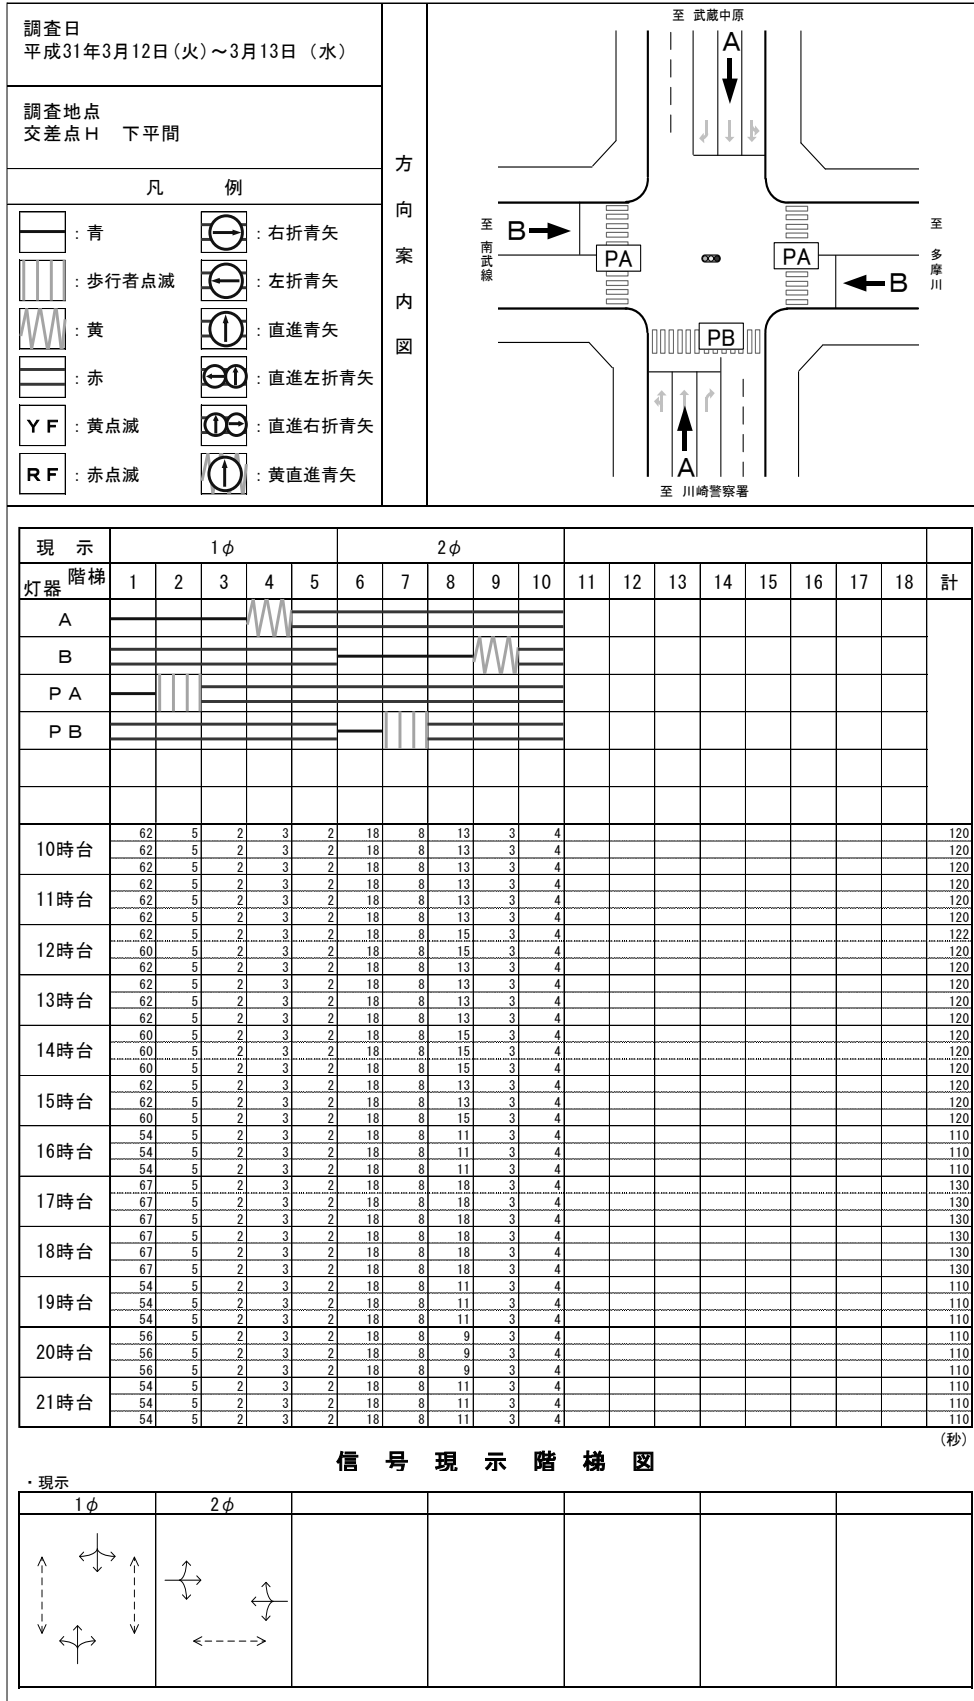 調査日
平成31年3月12日(火)～3月13日 (水)
調査地点
交差点H 下平間
凡 例
：青
：右折青矢
：歩行者点滅
：左折青矢
：黄
：直進青矢
：赤
：直進左折青矢
YF ：黄点滅
：直進右折青矢
RF ：赤点滅
：黄直進青矢
方向案内図
至 武蔵中原
A
至 南武線
B
PA
PA
B
至 多摩川
PB
A
至 川崎警察署
現 示 1φ 2φ
灯器 階梯 1 2 3 4 5 6 7 8 9 10 11 12 13 14 15 16 17 18 計
A
B
PA
PB
10時台
62 5 2 3 2 18 8 13 3 4 120
62 5 2 3 2 18 8 13 3 4 120
62 5 2 3 2 18 8 13 3 4 120
11時台
62 5 2 3 2 18 8 13 3 4 120
62 5 2 3 2 18 8 13 3 4 120
62 5 2 3 2 18 8 13 3 4 120
12時台
62 5 2 3 2 18 8 15 3 4 122
60 5 2 3 2 18 8 15 3 4 120
62 5 2 3 2 18 8 13 3 4 120
13時台
62 5 2 3 2 18 8 13 3 4 120
62 5 2 3 2 18 8 13 3 4 120
62 5 2 3 2 18 8 13 3 4 120
14時台
60 5 2 3 2 18 8 15 3 4 120
60 5 2 3 2 18 8 15 3 4 120
60 5 2 3 2 18 8 15 3 4 120
15時台
62 5 2 3 2 18 8 13 3 4 120
62 5 2 3 2 18 8 13 3 4 120
60 5 2 3 2 18 8 15 3 4 120
16時台
54 5 2 3 2 18 8 11 3 4 110
54 5 2 3 2 18 8 11 3 4 110
54 5 2 3 2 18 8 11 3 4 110
17時台
67 5 2 3 2 18 8 18 3 4 130
67 5 2 3 2 18 8 18 3 4 130
67 5 2 3 2 18 8 18 3 4 130
18時台
67 5 2 3 2 18 8 18 3 4 130
67 5 2 3 2 18 8 18 3 4 130
67 5 2 3 2 18 8 18 3 4 130
19時台
54 5 2 3 2 18 8 11 3 4 110
54 5 2 3 2 18 8 11 3 4 110
54 5 2 3 2 18 8 11 3 4 110
20時台
56 5 2 3 2 18 8 9 3 4 110
56 5 2 3 2 18 8 9 3 4 110
56 5 2 3 2 18 8 9 3 4 110
21時台
54 5 2 3 2 18 8 11 3 4 110
54 5 2 3 2 18 8 11 3 4 110
54 5 2 3 2 18 8 11 3 4 110
(秒)
信号現示階梯図
・現示
1φ 2φ